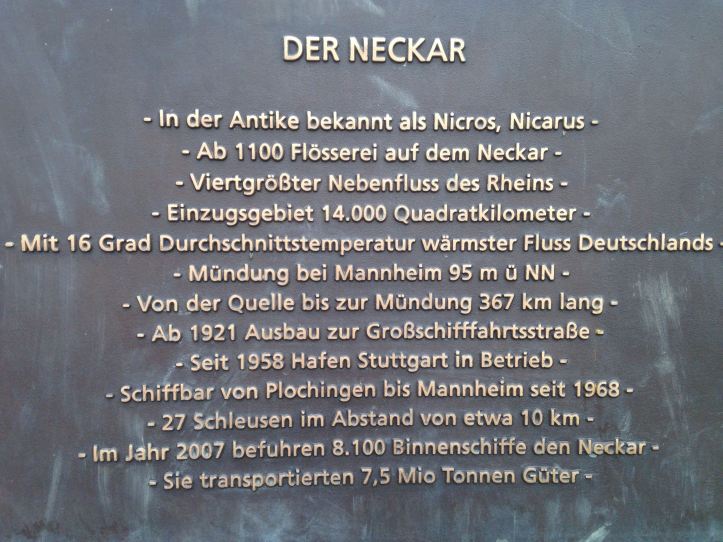 DER NECKAR
- In der Antike bekannt als Nicros, Nicarus -
- Ab 1100 Flösserei auf dem Neckar -
- Viertgrößter Nebenfluss des Rheins -
- Einzugsgebiet 14.000 Quadratkilometer -
- Mit 16 Grad Durchschnittstemperatur wärmster Fluss Deutschlands -
- Mündung bei Mannheim 95 m ü NN -
- Von der Quelle bis zur Mündung 367 km lang -
- Ab 1921 Ausbau zur Großschifffahrtsstraße -
- Seit 1958 Hafen Stuttgart in Betrieb -
- Schiffbar von Plochingen bis Mannheim seit 1968 -
- 27 Schleusen im Abstand von etwa 10 km -
- Im Jahr 2007 befuhren 8.100 Binnenschiffe den Neckar -
- Sie transportierten 7,5 Mio Tonnen Güter -